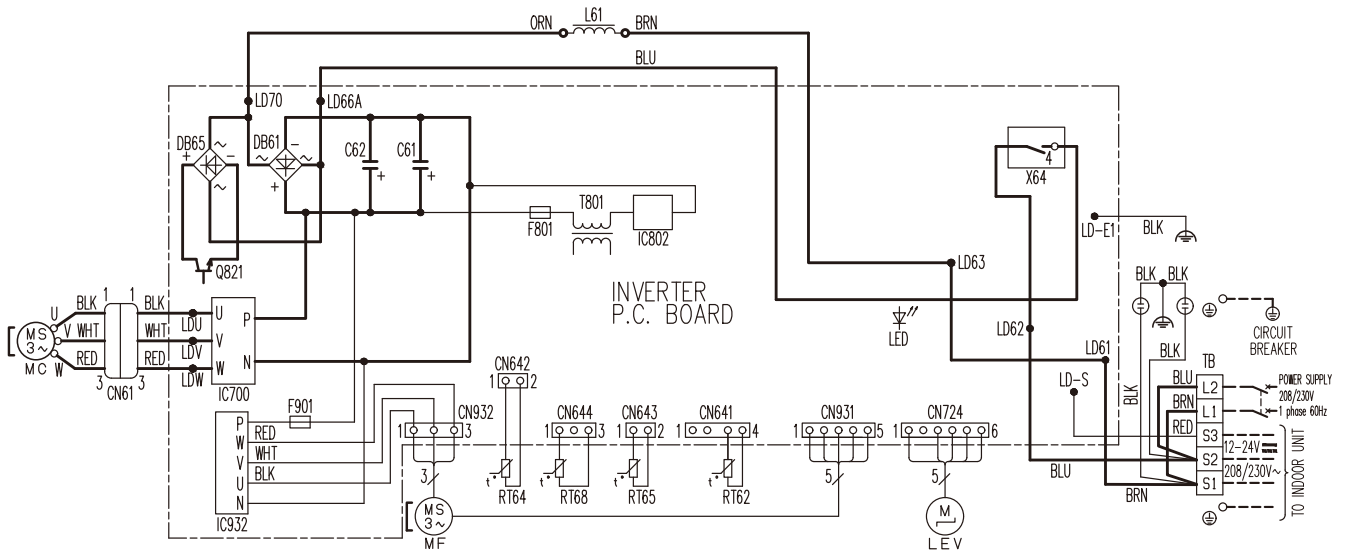 ORN L61 BRN
BLU
LD70 LD66A
DB65 DB61 C62 C61
+ ~ - ~ - ~ + + +
~
4
X64
T801
F801 IC802
LD-E1 BLK
Q821
INVERTER
P.C. BOARD
LD63
LED
LD62
LD61
LD-S
BLK BLK
CIRCUIT
BREAKER
BLK
BLK
U BLK 1 1 BLK LDU U P
MS
3~
V WHT WHT LDV V
MC W RED 3 3 RED LDW W N
CN61 IC700
TB
BLU L2 POWER SUPPLY
208/230V
BRN L1 1 phase 60Hz
RED S3
12-24V
S2
208/230V~
S1
TO INDOOR UNIT
BLU
BRN
CN642
1 2
P F901
W RED
V WHT
U BLK
N
IC932
CN932 CN644 CN643 CN641 CN931 CN724
1 3 1 3 1 2 1 4 1 5 1 6
t° t° t° t°
RT64 RT68 RT65 RT62
3 5 5
MS
3~
MF
M
LEV